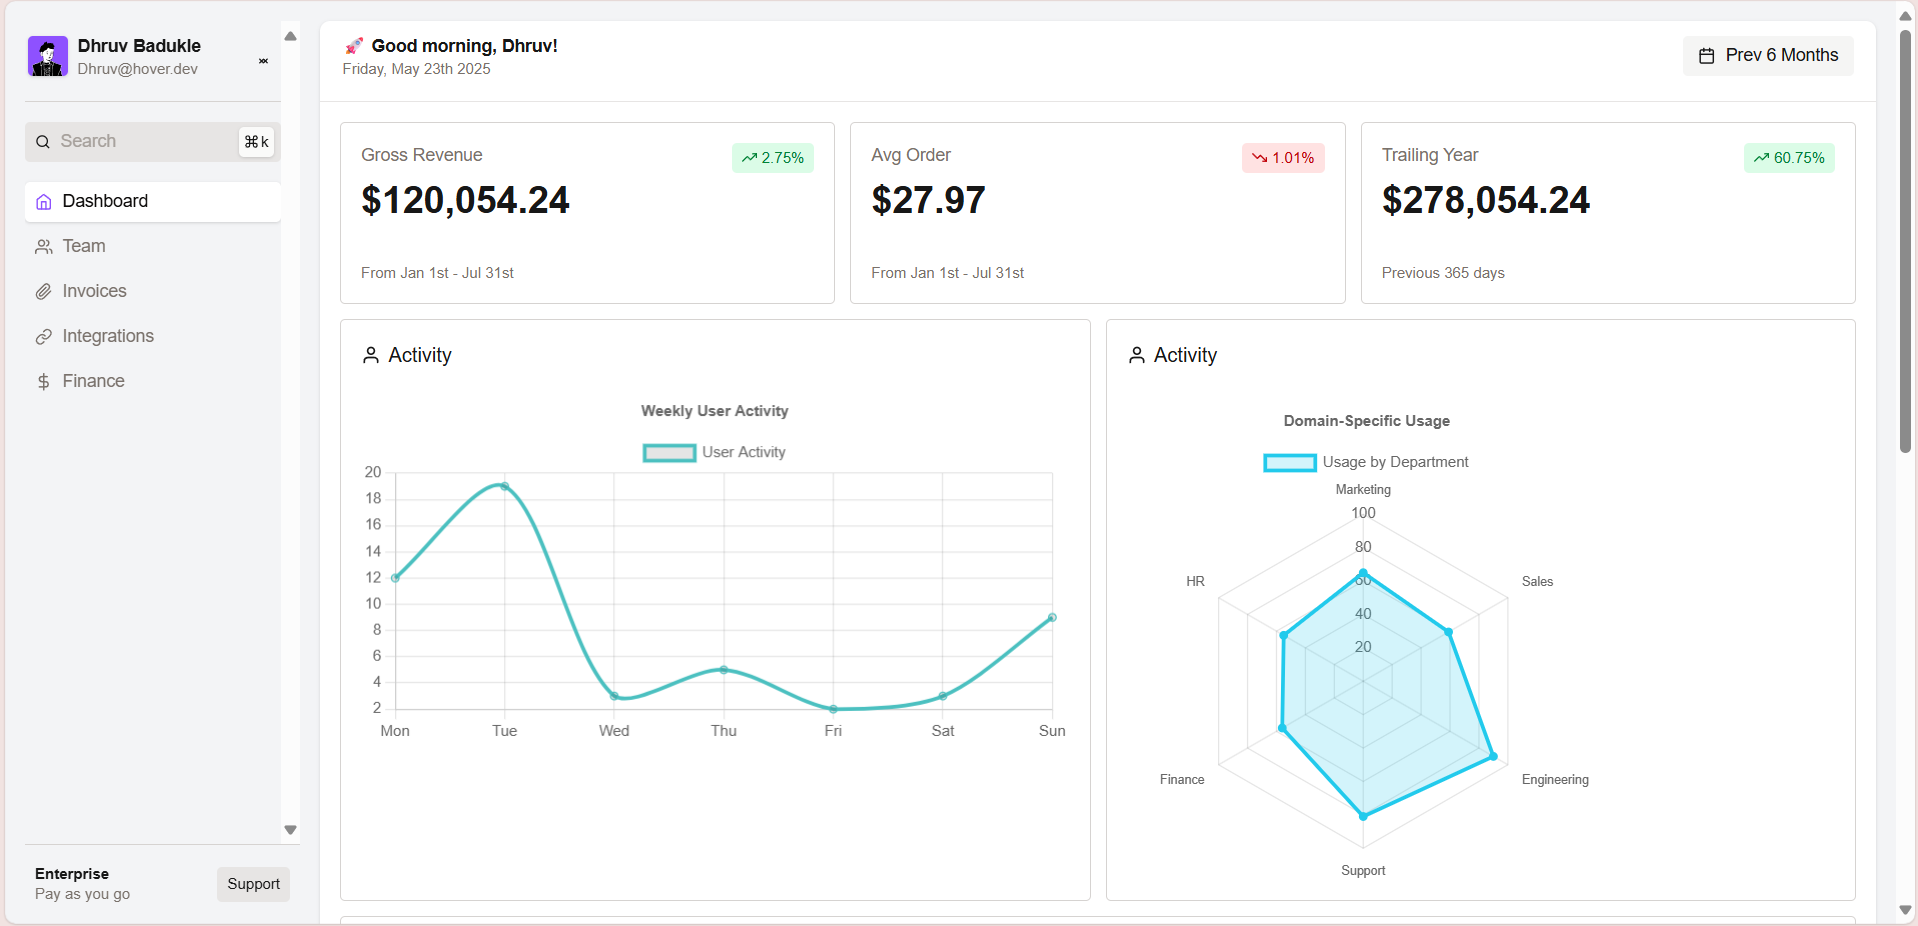 Dhruv Badukle
Dhruv@hover.dev
Search
⌘k
Dashboard
Team
Invoices
Integrations
Finance
Enterprise
Pay as you go
Support
🚀 Good morning, Dhruv!
Friday, May 23th 2025
Prev 6 Months
Gross Revenue
2.75%
$120,054.24
From Jan 1st - Jul 31st
Avg Order
1.01%
$27.97
From Jan 1st - Jul 31st
Trailing Year
60.75%
$278,054.24
Previous 365 days
Activity
Weekly User Activity
User Activity
20
18
16
14
12
10
8
6
4
2
Mon Tue Wed Thu Fri Sat Sun
Activity
Domain-Specific Usage
Usage by Department
Marketing
100
80
60
40
20
HR
Sales
Finance
Engineering
Support